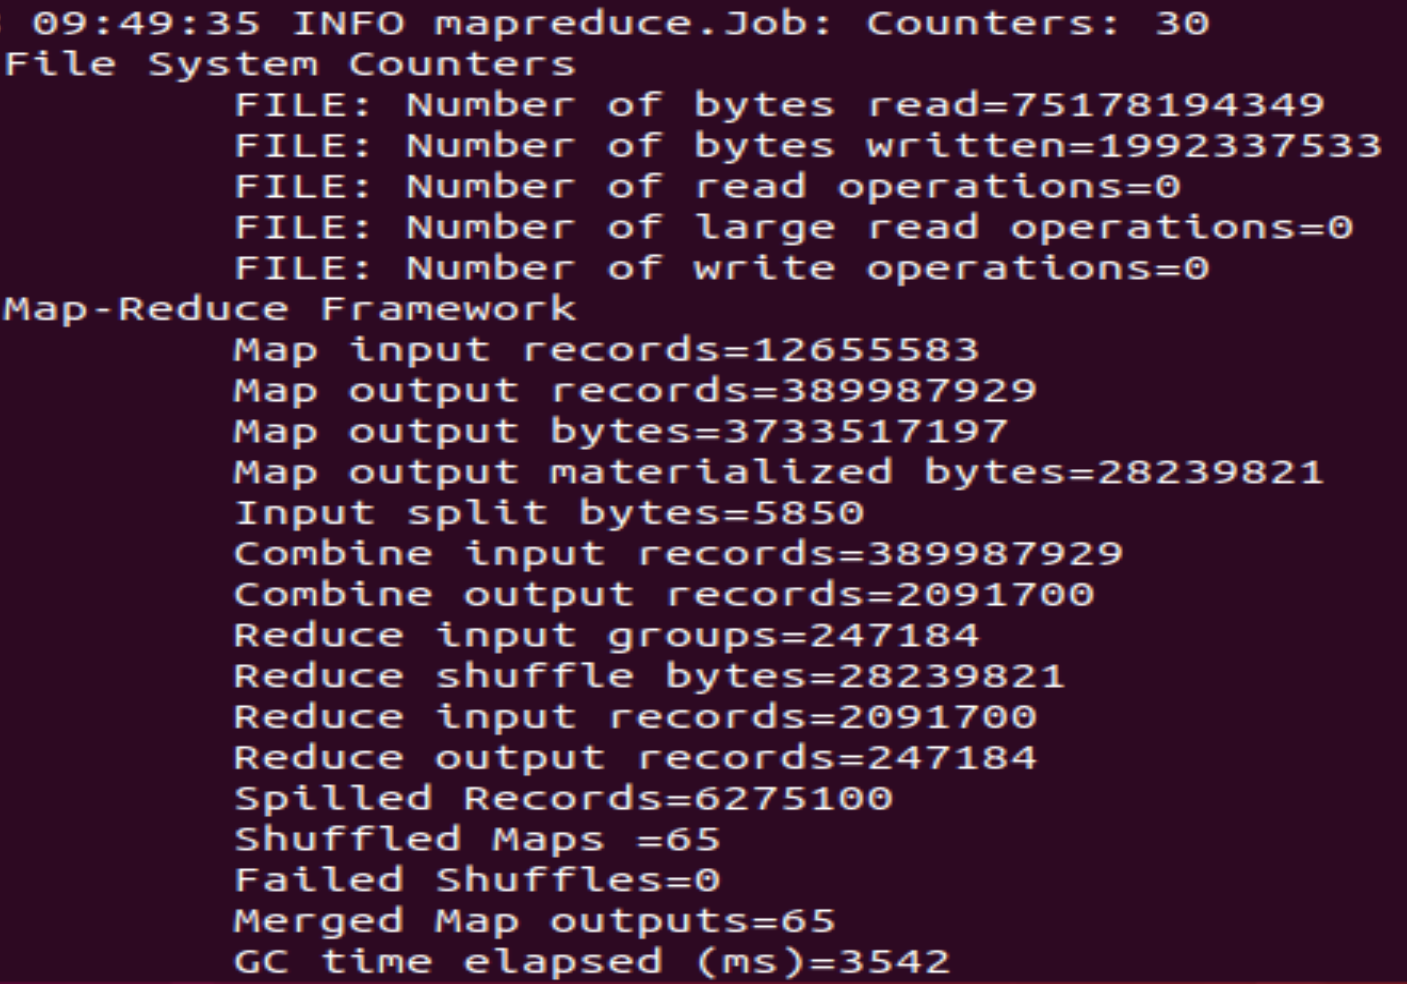 09:49:35 INFO mapreduce.Job: Counters: 30
File System Counters
FILE: Number of bytes read=75178194349
FILE: Number of bytes written=1992337533
FILE: Number of read operations=0
FILE: Number of large read operations=0
FILE: Number of write operations=0
Map-Reduce Framework
Map input records=12655583
Map output records=389987929
Map output bytes=3733517197
Map output materialized bytes=28239821
Input split bytes=5850
Combine input records=389987929
Combine output records=2091700
Reduce input groups=247184
Reduce shuffle bytes=28239821
Reduce input records=2091700
Reduce output records=247184
Spilled Records=6275100
Shuffled Maps =65
Failed Shuffles=0
Merged Map outputs=65
GC time elapsed (ms)=3542